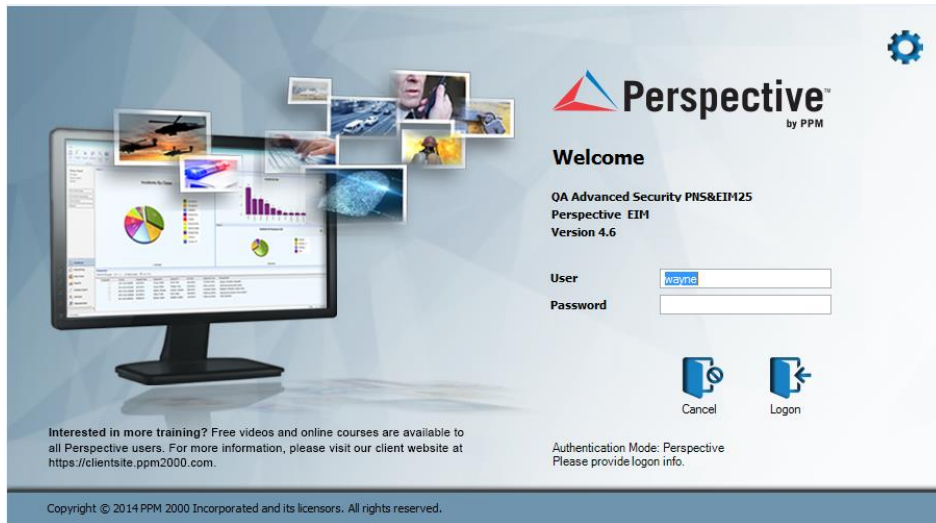 Perspective™
by PPM
Welcome
QA Advanced Security PNS&EIM25
Perspective EIM
Version 4.6
User wayne
Password
Cancel Logon
Interested in more training? Free videos and online courses are available to
all Perspective users. For more information, please visit our client website at
https://clientsite.ppm2000.com.
Authentication Mode: Perspective
Please provide logon info.
Copyright © 2014 PPM 2000 Incorporated and its licensors. All rights reserved.